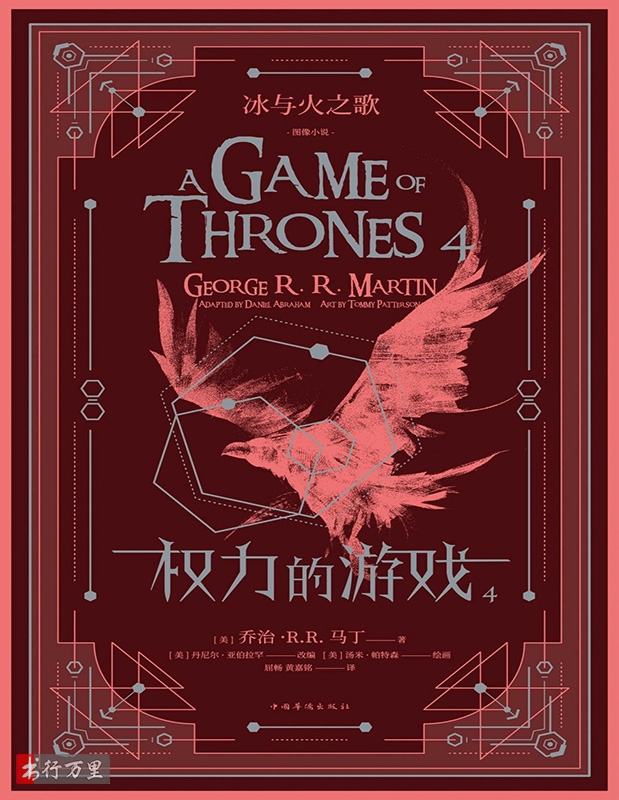 冰与火之歌
- 图像小说 -
A GAME OF
THRONES 4
GEORGE R. R. MARTIN
ADAPTED BY DANIEL ABRAHAM ART BY TOMMY PATTERSON
权力的游戏 4
[美] 乔治·R.R. 马丁——著
[美] 丹尼尔·亚伯拉罕——改编 [美] 汤米·帕特森——绘画
屈畅 黄嘉铭——译
中国华侨出版社
书行万里